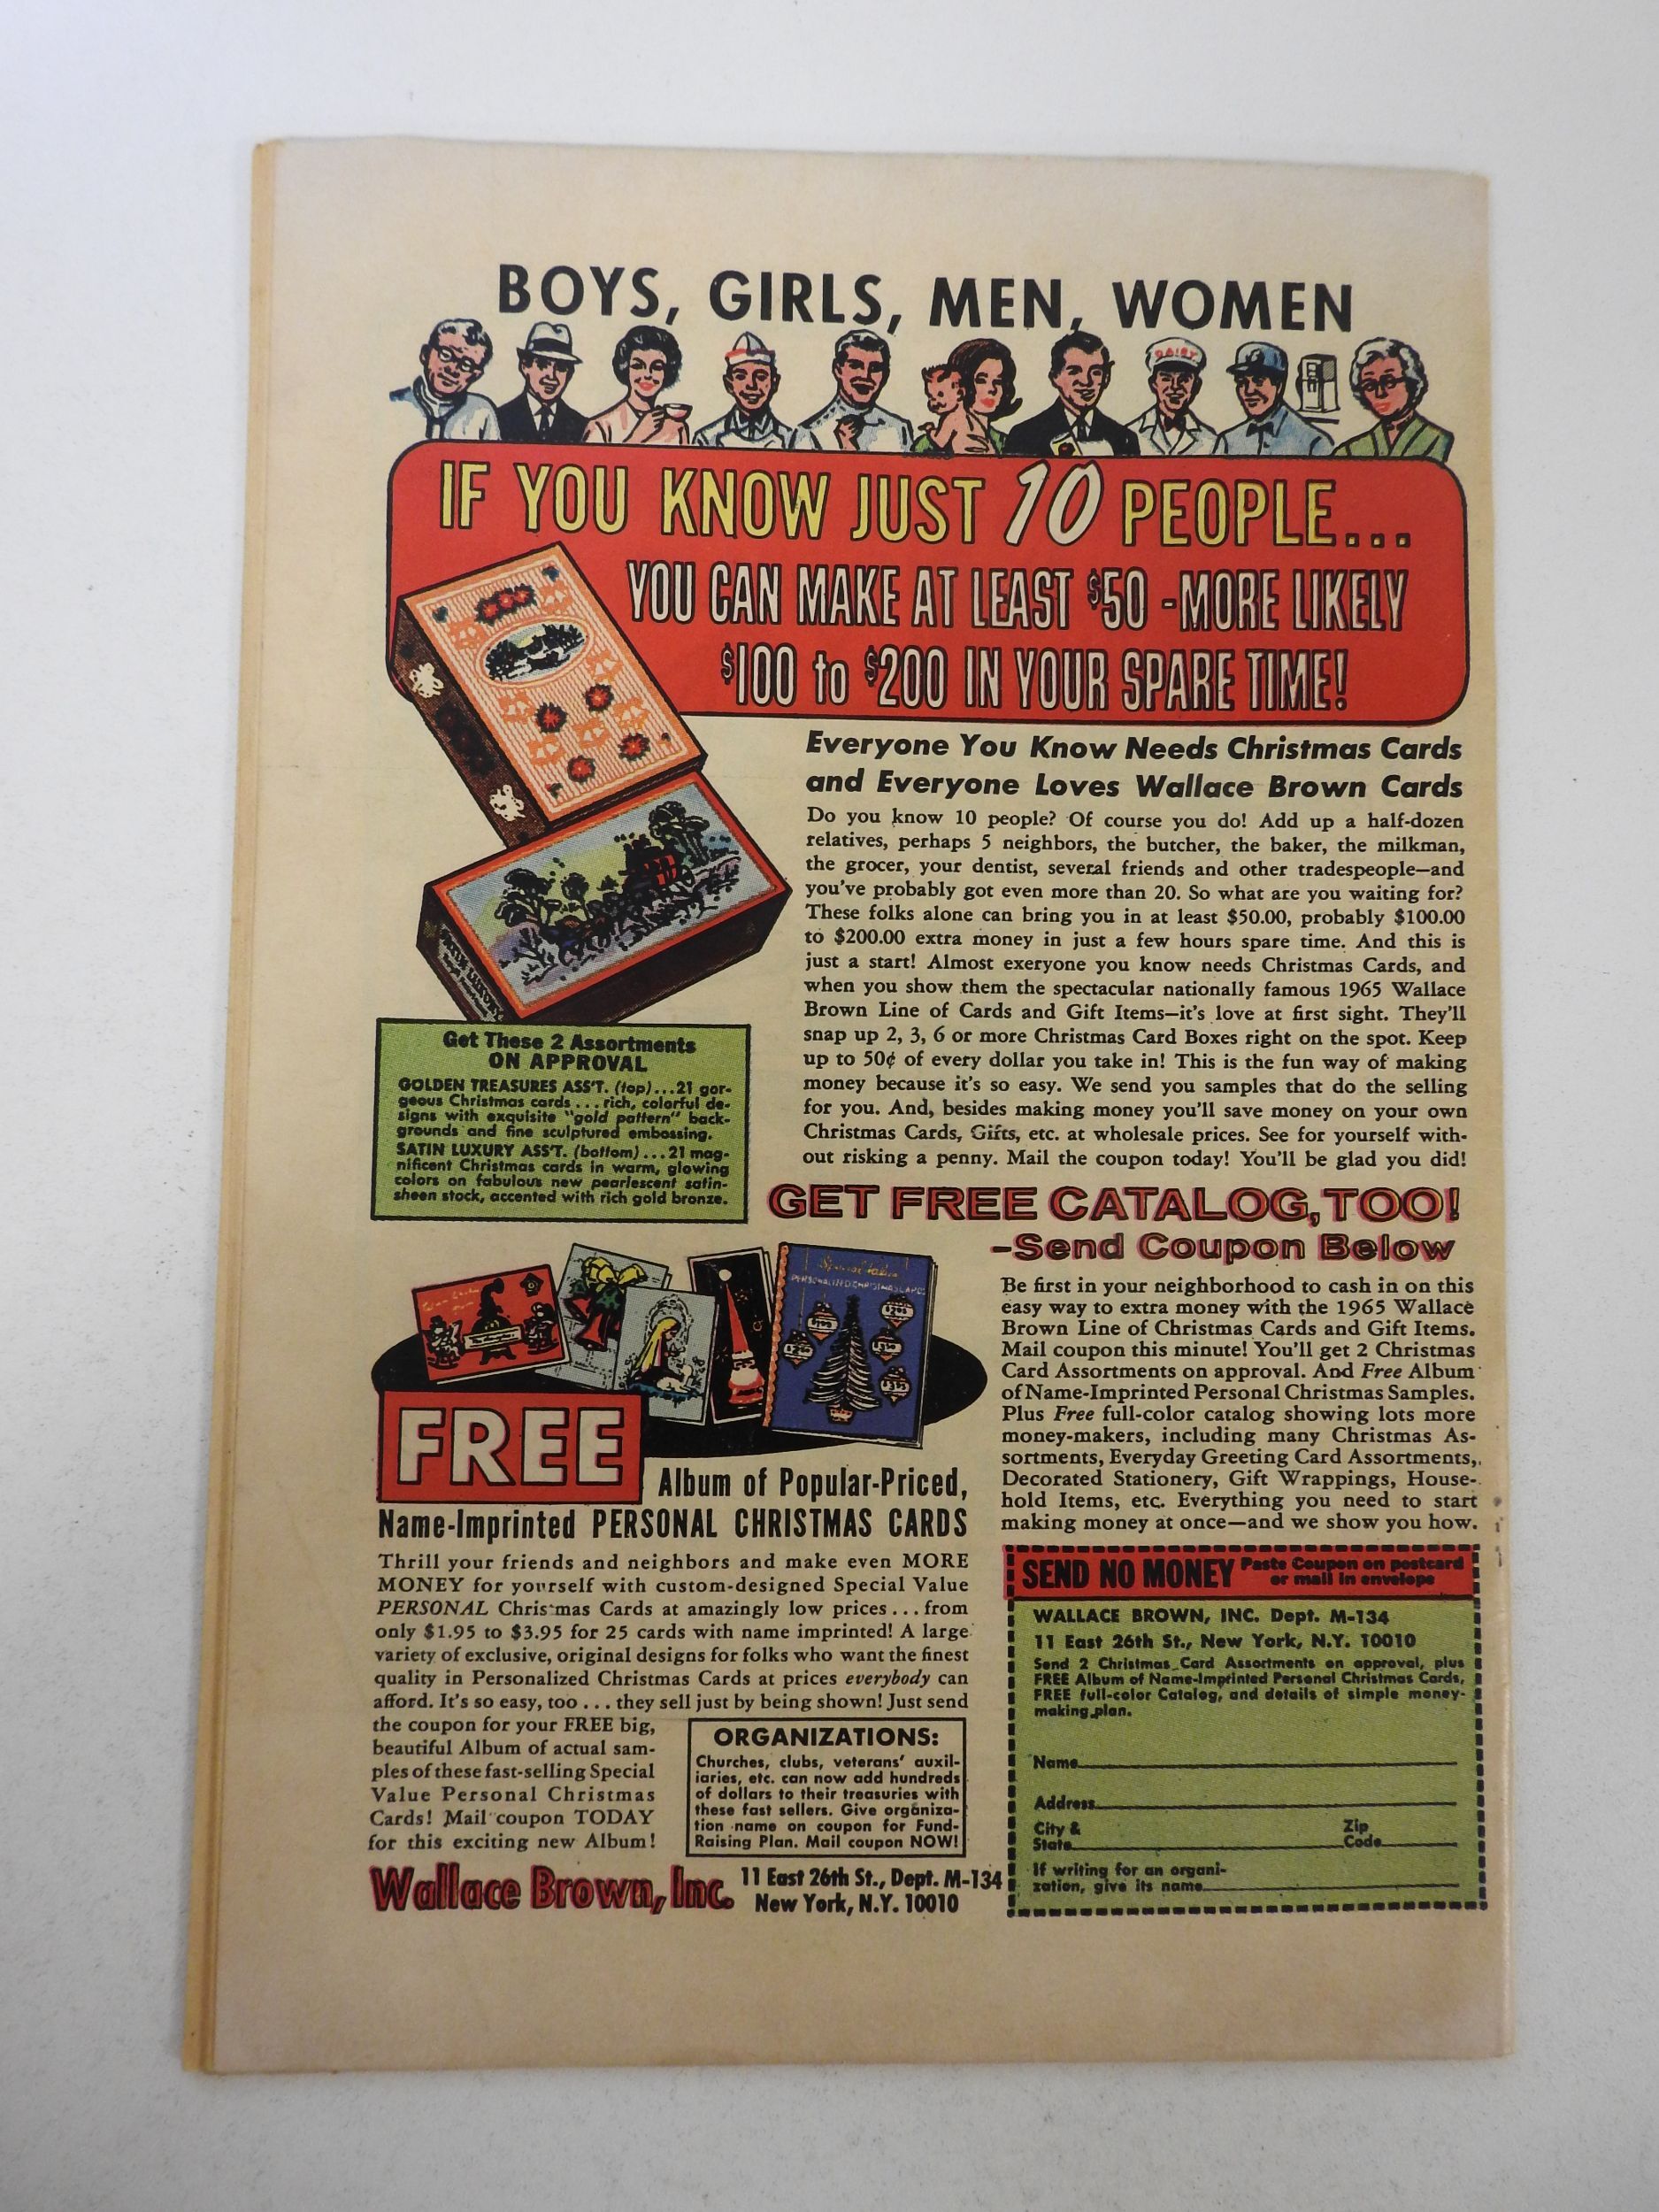 BOYS, GIRLS, MEN, WOMEN
DAIRY
IF YOU KNOW JUST 10 PEOPLE...
YOU CAN MAKE AT LEAST $50 - MORE LIKELY
$100 to $200 IN YOUR SPARE TIME!
Everyone You Know Needs Christmas Cards
and Everyone Loves Wallace Brown Cards
Do you know 10 people? Of course you do! Add up a half-dozen
relatives, perhaps 5 neighbors, the butcher, the baker, the milkman,
the grocer, your dentist, several friends and other tradespeople—and
you've probably got even more than 20. So what are you waiting for?
These folks alone can bring you in at least $50.00, probably $100.00
to $200.00 extra money in just a few hours spare time. And this is
just a start! Almost exeryone you know needs Christmas Cards, and
when you show them the spectacular nationally famous 1965 Wallace
Brown Line of Cards and Gift Items—it's love at first sight. They'll
snap up 2, 3, 6 or more Christmas Card Boxes right on the spot. Keep
up to 50¢ of every dollar you take in! This is the fun way of making
money because it's so easy. We send you samples that do the selling
for you. And, besides making money you'll save money on your own
Christmas Cards, Gifts, etc. at wholesale prices. See for yourself with-
out risking a penny. Mail the coupon today! You'll be glad you did!
SATIN LUXURY
Get These 2 Assortments
ON APPROVAL
GOLDEN TREASURES ASS'T. (top)...21 gor-
geous Christmas cards...rich, colorful de-
signs with exquisite "gold pattern" back-
grounds and fine sculptured embossing.
SATIN LUXURY ASS'T. (bottom)...21 mag-
nificent Christmas cards in warm, glowing
colors on fabulous new pearlescent satin-
sheen stock, accented with rich gold bronze.
GET FREE CATALOG, TOO!
-Send Coupon Below
Be first in your neighborhood to cash in on this
easy way to extra money with the 1965 Wallace
Brown Line of Christmas Cards and Gift Items.
Mail coupon this minute! You'll get 2 Christmas
Card Assortments on approval. And Free Album
of Name-Imprinted Personal Christmas Samples.
Plus Free full-color catalog showing lots more
money-makers, including many Christmas As-
sortments, Everyday Greeting Card Assortments,
Decorated Stationery, Gift Wrappings, House-
hold Items, etc. Everything you need to start
making money at once—and we show you how.
Special Value
PERSONALIZED CHRISTMAS CARDS
FREE
Album of Popular-Priced,
Name-Imprinted PERSONAL CHRISTMAS CARDS
Thrill your friends and neighbors and make even MORE
MONEY for yourself with custom-designed Special Value
PERSONAL Christmas Cards at amazingly low prices...from
only $1.95 to $3.95 for 25 cards with name imprinted! A large
variety of exclusive, original designs for folks who want the finest
quality in Personalized Christmas Cards at prices everybody can
afford. It's so easy, too...they sell just by being shown! Just send
the coupon for your FREE big,
beautiful Album of actual sam-
ples of these fast-selling Special
Value Personal Christmas
Cards! Mail coupon TODAY
for this exciting new Album!
ORGANIZATIONS:
Churches, clubs, veterans' auxil-
iaries, etc. can now add hundreds
of dollars to their treasuries with
these fast sellers. Give organiza-
tion name on coupon for Fund-
Raising Plan. Mail coupon NOW!
Wallace Brown, Inc.
11 East 26th St., Dept. M-134
New York, N.Y. 10010
SEND NO MONEY Paste Coupon on postcard
or mail in envelope
WALLACE BROWN, INC. Dept. M-134
11 East 26th St., New York, N.Y. 10010
Send 2 Christmas Card Assortments on approval, plus
FREE Album of Name-Imprinted Personal Christmas Cards,
FREE full-color Catalog, and details of simple money-
making plan.
Name
Address
City &
State
Zip
Code
If writing for an organi-
zation, give its name